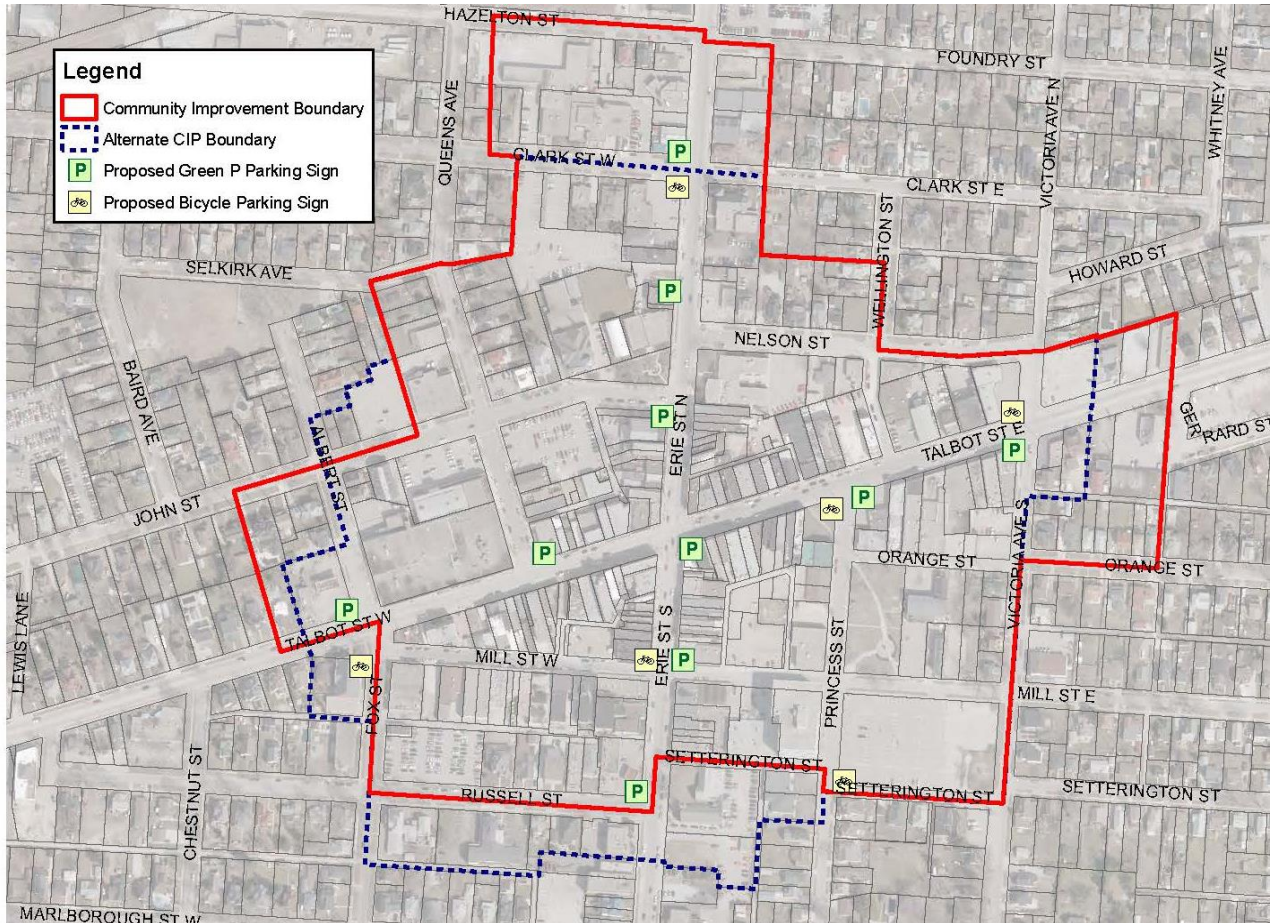 HAZELTON ST
FOUNDRY ST
WHITNEY AVE
Legend
Community Improvement Boundary
Alternate CIP Boundary
P Proposed Green P Parking Sign
Proposed Bicycle Parking Sign
QUEENS AVE
VICTORIA AVE N
P
CLARK ST W
CLARK ST E
WELLINGTON ST
HOWARD ST
SELKIRK AVE
P
NELSON ST
BAIRD AVE
ALBERT ST
P
ERIE ST N
TALBOT ST E
GER
RARD ST
P
JOHN ST
P
P
P
ORANGE ST
ORANGE ST
VICTORIA AVE S
P
TALBOT ST W
LEWIS LANE
MILL ST W
ERIE ST S
P
PRINCESS ST
MILL ST E
FOX ST
CHESTNUT ST
SETTERINGTON ST
RUSSELL ST
P
SETTERINGTON ST
SETTERINGTON ST
MARLBOROUGH ST W